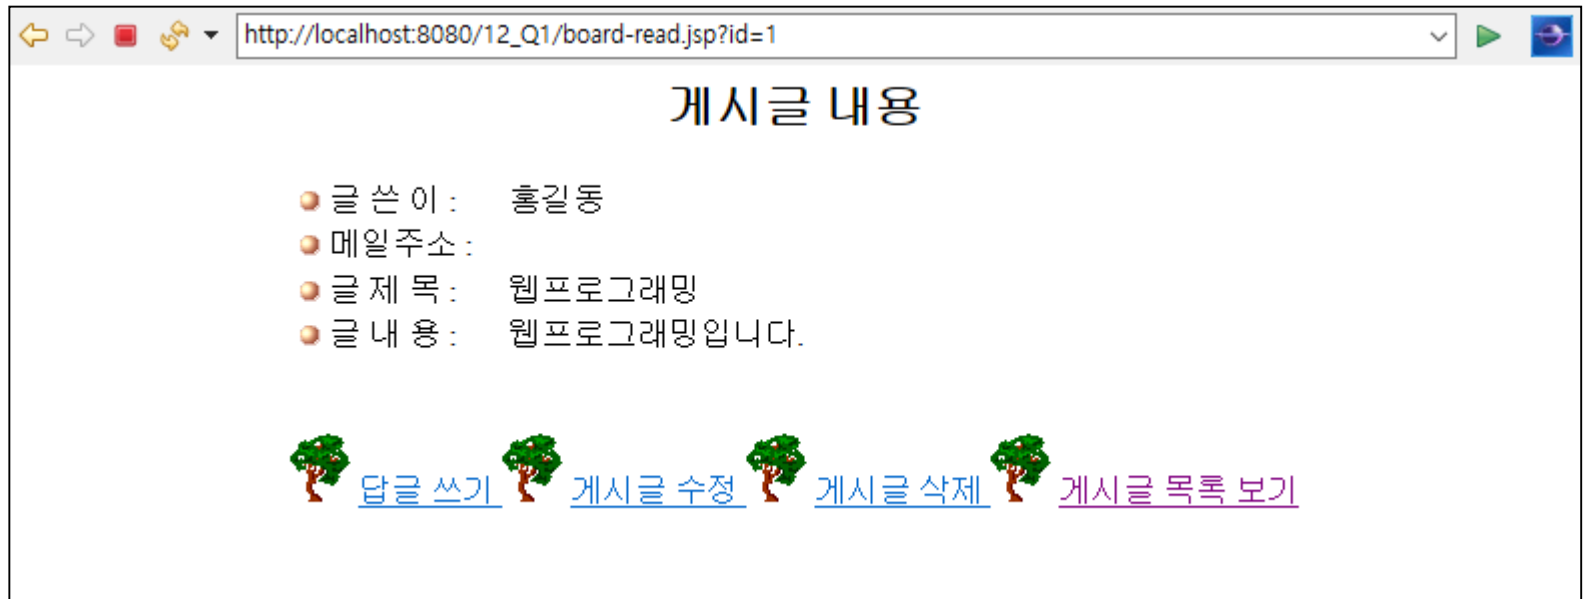 http://localhost:8080/12_Q1/board-read.jsp?id=1
게시글 내용
글 쓴 이 : 홍길동
메일주소 :
글 제 목 : 웹프로그래밍
글 내 용 : 웹프로그래밍입니다.
답글 쓰기 게시글 수정 게시글 삭제 게시글 목록 보기